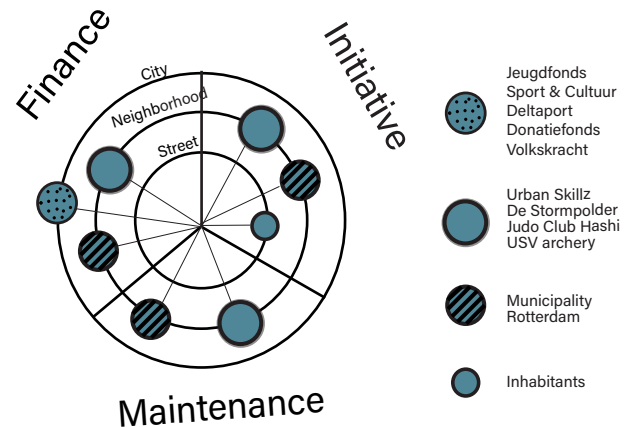 Finance
Initiative
City
Neighborhood
Street
Maintenance
Jeugdfonds
Sport & Cultuur
Deltaport
Donatiefonds
Volkskracht
Urban Skillz
De Stormpolder
Judo Club Hashi
USV archery
Municipality
Rotterdam
Inhabitants